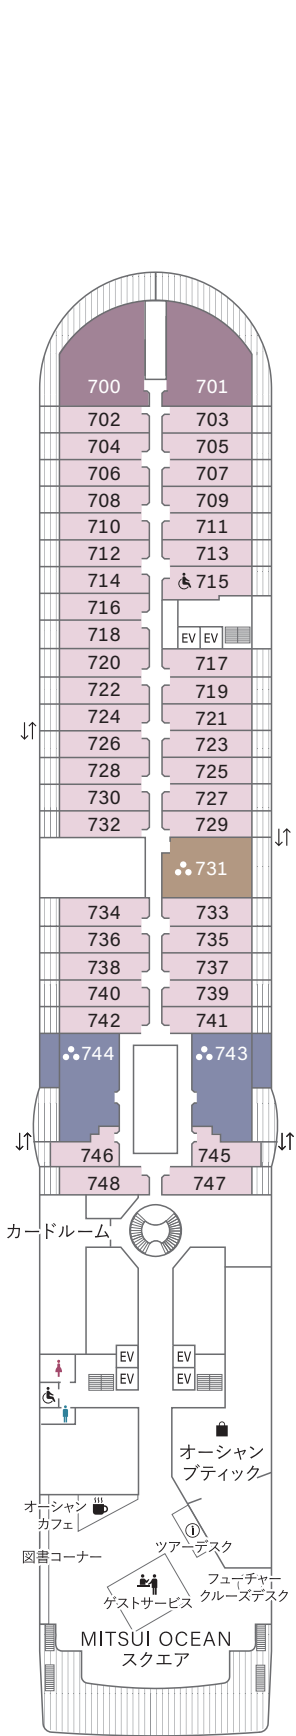 700 701
702 703
704 705
706 707
708 709
710 711
712 713
714 715
716
718 EV EV
720 717
722 719
724 721
726 723
728 725
730 727
732 729
731
734 733
736 735
738 737
740 739
742 741
744 743
746 745
748 747
カードルーム
EV EV
EV EV
オーシャン
ブティック
オーシャン
カフェ
ツアーデスク
図書コーナー
フューチャー
クルーズデスク
ゲストサービス
MITSUI OCEAN
スクエア